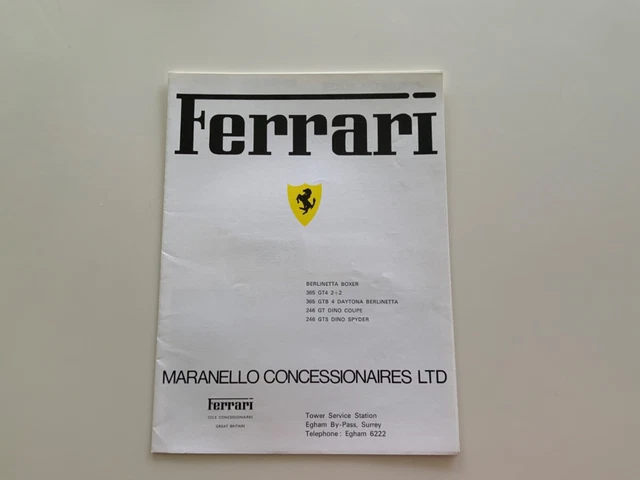 Ferrari
BERLINETTA BOXER
365 GT4 2+2
365 GTB 4 DAYTONA BERLINETTA
246 GT DINO COUPE
246 GTS DINO SPYDER
MARANELLO CONCESSIONAIRES LTD
Ferrari
SOLE CONCESSIONAIRE
GREAT BRITAIN
Tower Service Station
Egham By-Pass, Surrey
Telephone: Egham 6222